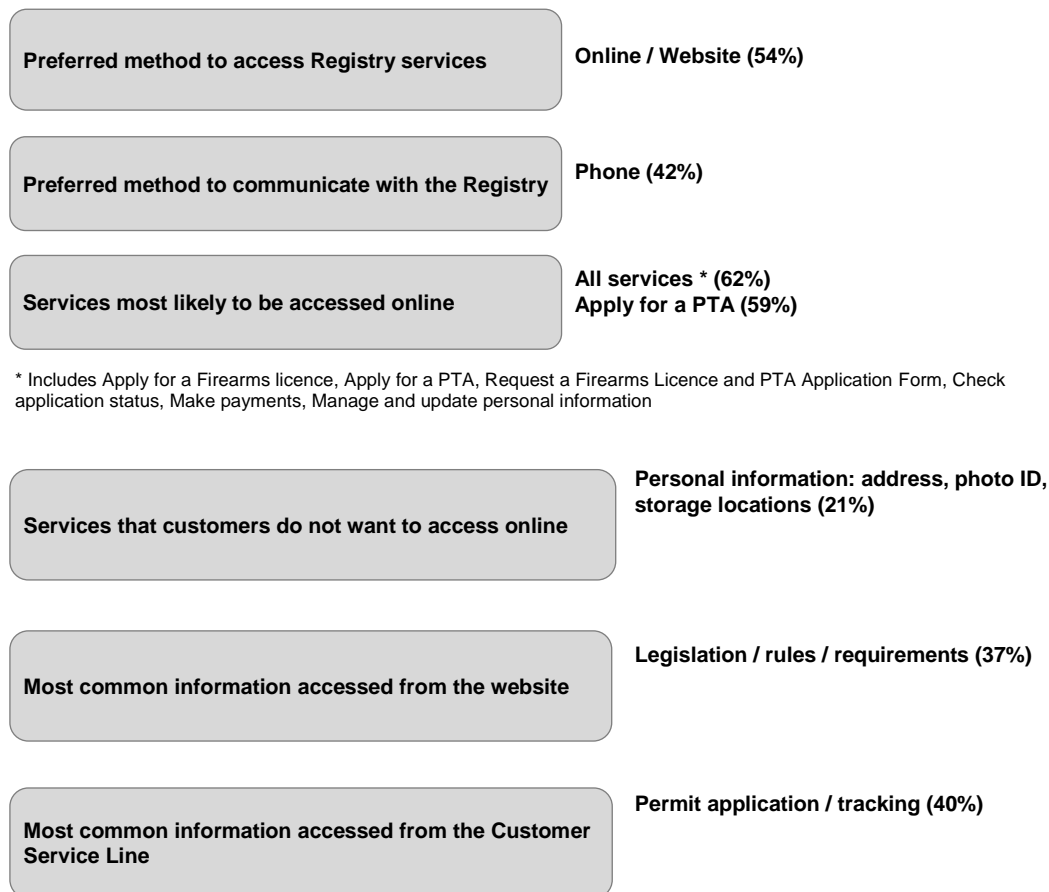 Preferred method to access Registry services
Online / Website (54%)
Preferred method to communicate with the Registry
Phone (42%)
Services most likely to be accessed online
All services * (62%)
Apply for a PTA (59%)
* Includes Apply for a Firearms licence, Apply for a PTA, Request a Firearms Licence and PTA Application Form, Check
application status, Make payments, Manage and update personal information
Services that customers do not want to access online
Personal information: address, photo ID,
storage locations (21%)
Most common information accessed from the website
Legislation / rules / requirements (37%)
Most common information accessed from the Customer
Service Line
Permit application / tracking (40%)